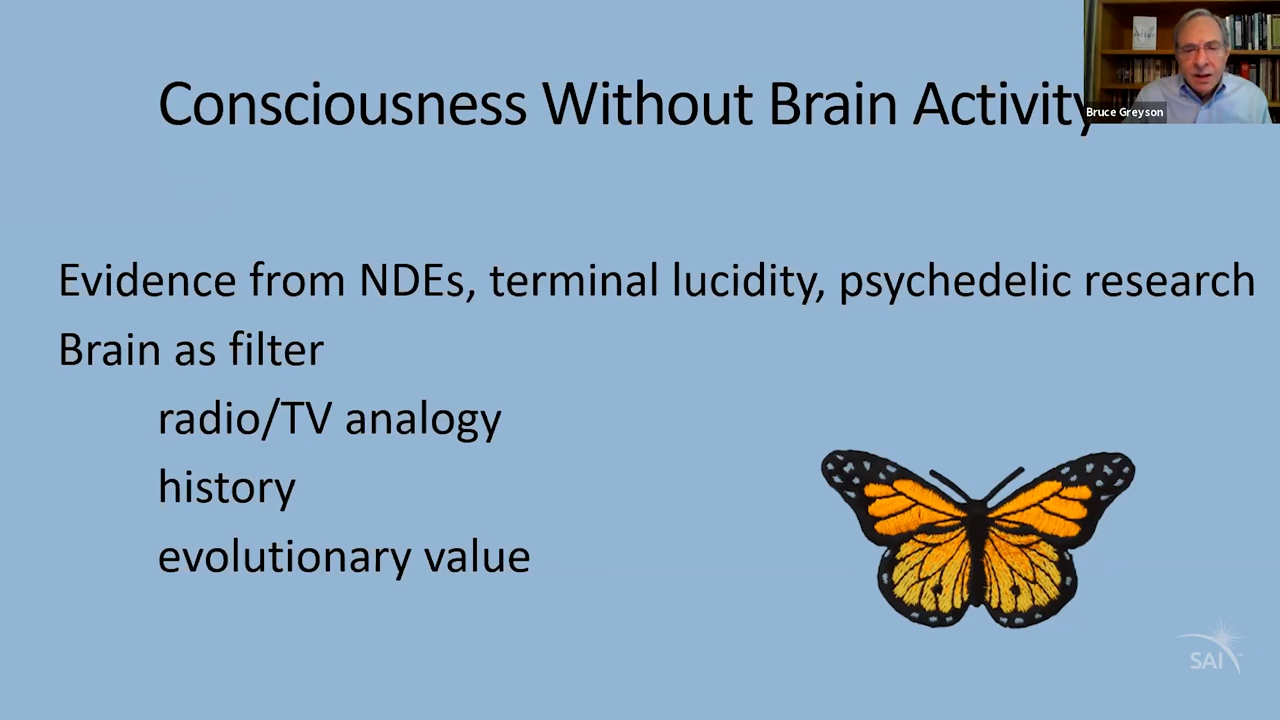 Consciousness Without Brain Activity
Bruce Greyson
Evidence from NDEs, terminal lucidity, psychedelic research
Brain as filter
radio/TV analogy
history
evolutionary value
SAI